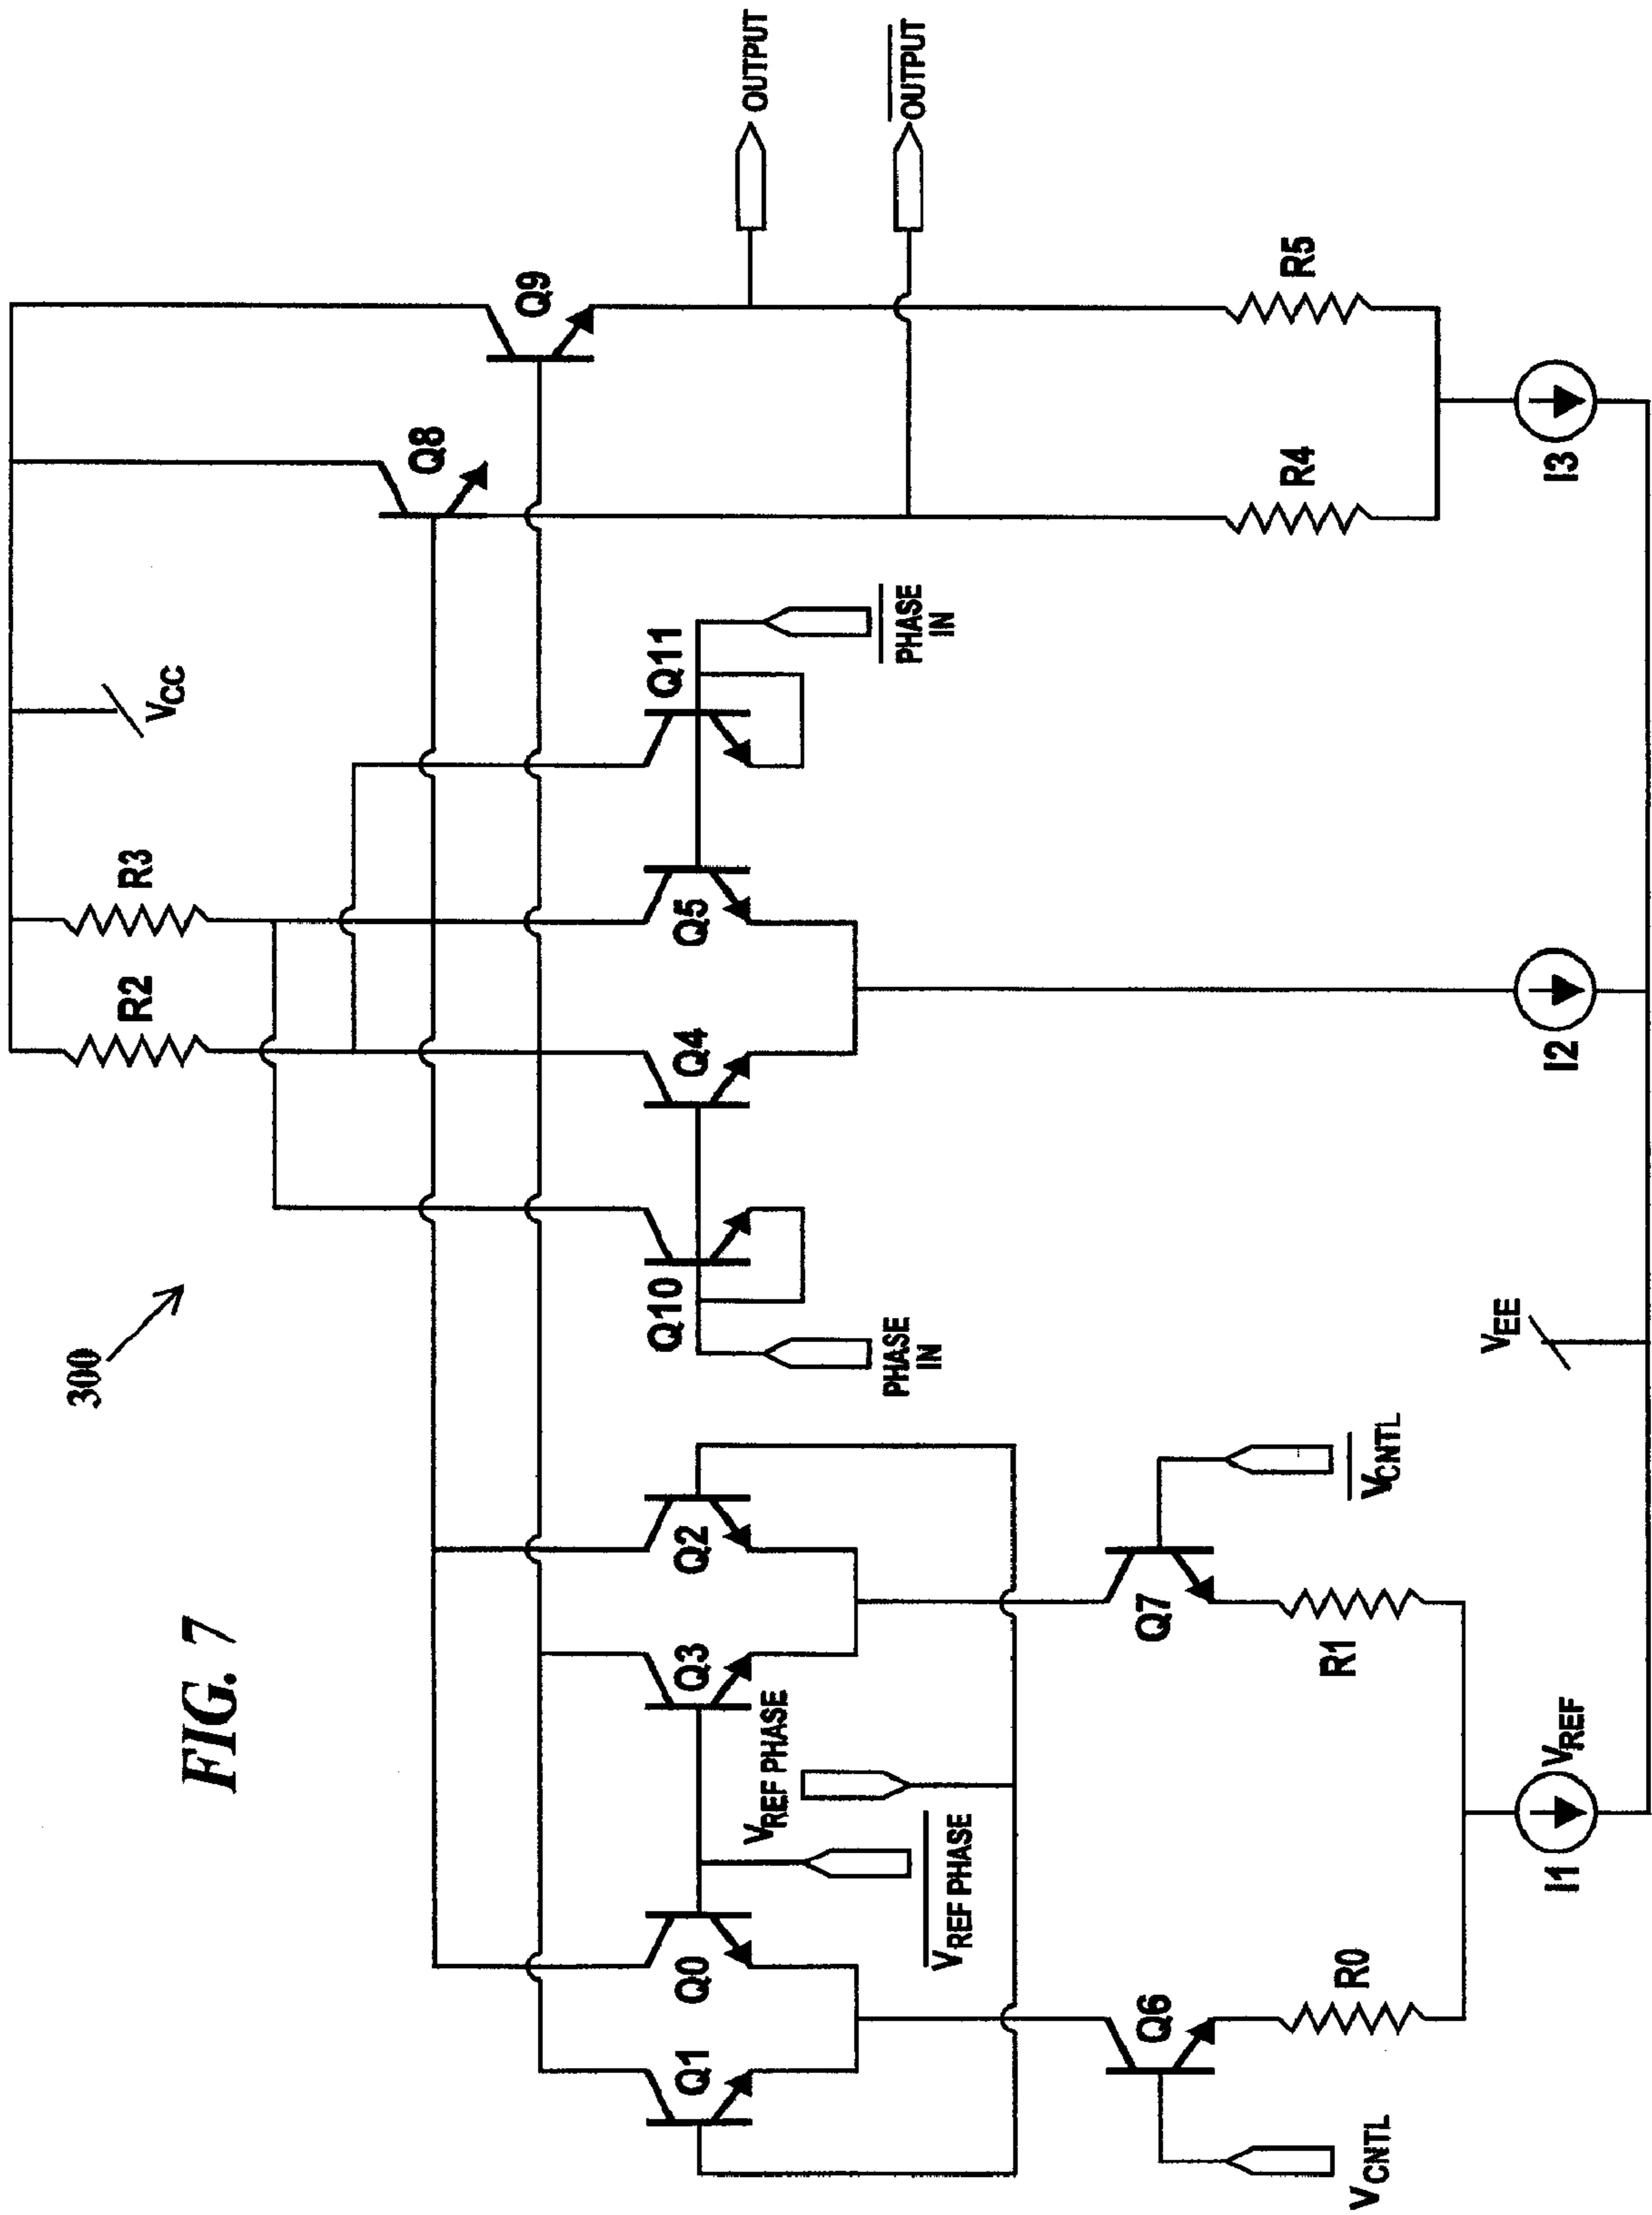 FIG. 7
300
VCC
R2
R3
Q8
Q9
OUTPUT
OUTPUT
Q1
Q0
Q3
Q2
Q10
Q4
Q5
Q11
VREF PHASE
VREF PHASE
PHASE
IN
PHASE
IN
VCNTL
Q6
Q7
VCNTL
R0
R1
R4
R5
VEE
I1
VREF
I2
I3